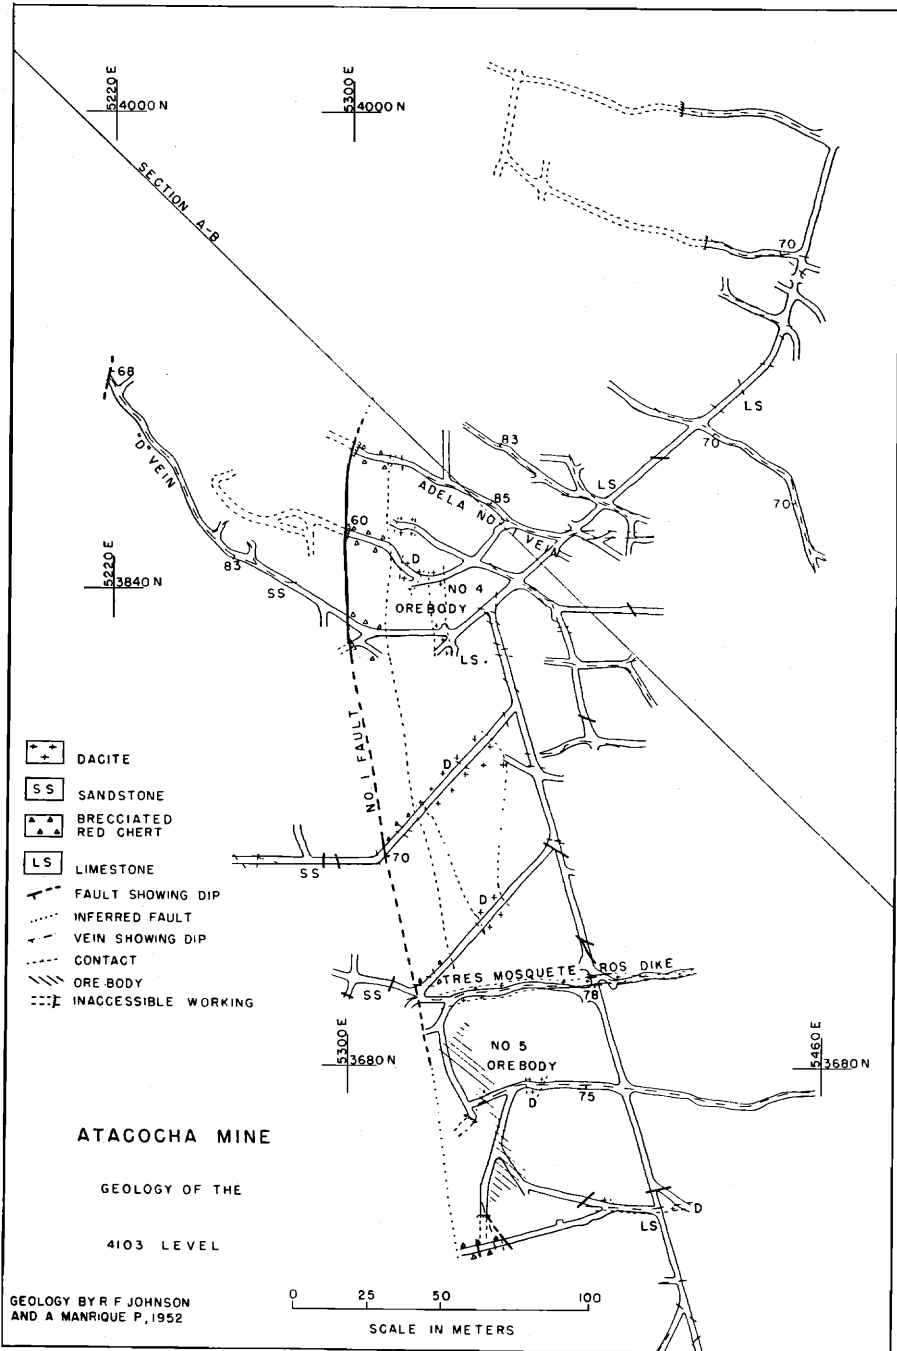 5220 E
4000 N
5300 E
4000 N
SECTION A-B
70
68
LS
"D" VEIN
83
70
ADELA NO 1 VEIN
85
LS
70
60
5220 E
3840 N
83
D
SS
NO 4
OREBODY
LS.
NO 1 FAULT
DACITE
SS SANDSTONE
BRECCIATED
RED CHERT
LS LIMESTONE
FAULT SHOWING DIP
INFERRED FAULT
VEIN SHOWING DIP
CONTACT
ORE BODY
INACCESSIBLE WORKING
D
70
SS
D
TRES MOSQUETE ROS DIKE
SS
78
5300 E
3680 N
NO 5
OREBODY
5460 E
3680 N
75
D
ATACOCHA MINE
GEOLOGY OF THE
4103 LEVEL
D
LS
GEOLOGY BY R F JOHNSON
AND A MANRIQUE P, 1952
0 25 50 100
SCALE IN METERS